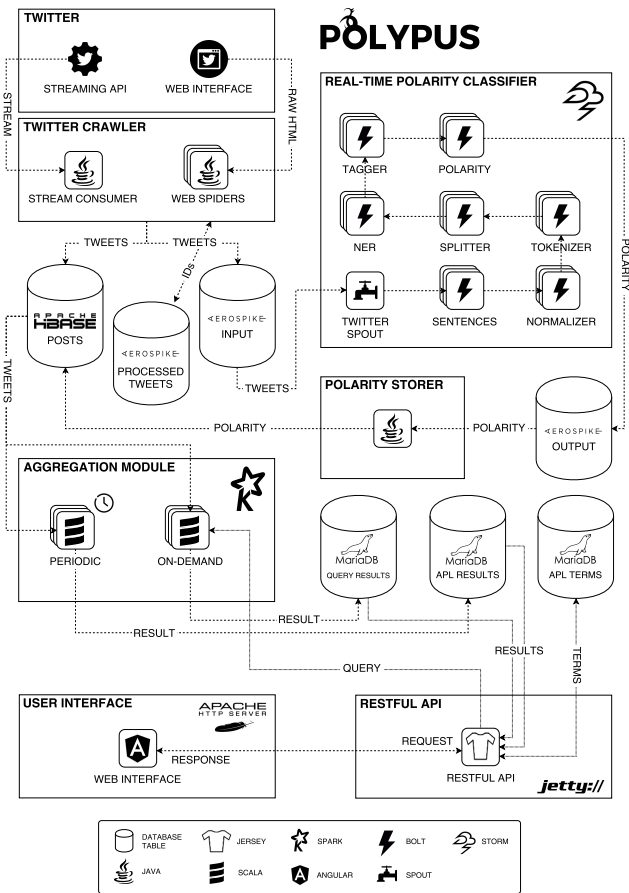 TWITTER
STREAMING API
WEB INTERFACE
STREAM
RAW HTML
TWITTER CRAWLER
STREAM CONSUMER
WEB SPIDERS
TWEETS
TWEETS
IDs
APACHE
HBASE
POSTS
AEROSPIKE
PROCESSED
TWEETS
AEROSPIKE
INPUT
TWEETS
TWEETS
POLYPUS
REAL-TIME POLARITY CLASSIFIER
TAGGER
POLARITY
NER
SPLITTER
TOKENIZER
TWITTER
SPOUT
SENTENCES
NORMALIZER
POLARITY
POLARITY STORER
POLARITY
POLARITY
AEROSPIKE
OUTPUT
AGGREGATION MODULE
PERIODIC
ON-DEMAND
MariaDB
QUERY RESULTS
MariaDB
APL RESULTS
MariaDB
APL TERMS
RESULT
RESULT
RESULTS
TERMS
QUERY
USER INTERFACE
APACHE
HTTP SERVER
WEB INTERFACE
RESPONSE
REQUEST
RESTFUL API
RESTFUL API
jetty://
DATABASE
TABLE
JERSEY
SPARK
BOLT
STORM
JAVA
SCALA
ANGULAR
SPOUT